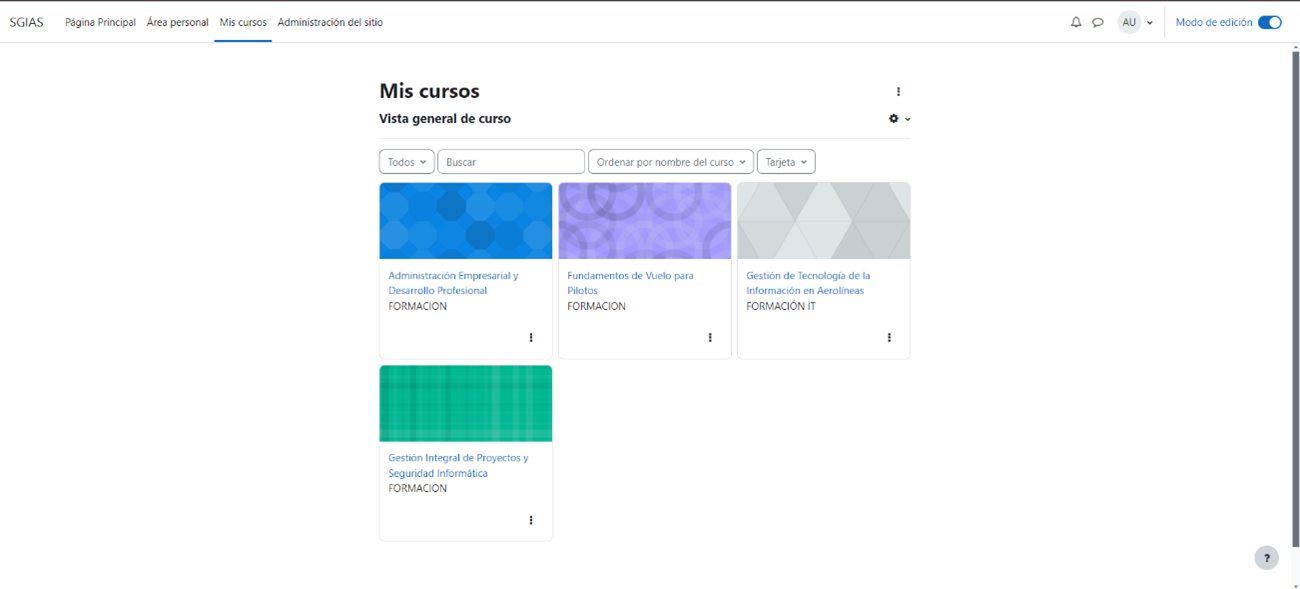 SGIAS Página Principal Área personal Mis cursos Administración del sitio AU Modo de edición
Mis cursos
Vista general de curso
Todos Buscar Ordenar por nombre del curso Tarjeta
Administración Empresarial y
Desarrollo Profesional
FORMACION
Fundamentos de Vuelo para
Pilotos
FORMACION
Gestión de Tecnología de la
Información en Aerolíneas
FORMACIÓN IT
Gestión Integral de Proyectos y
Seguridad Informática
FORMACION
?